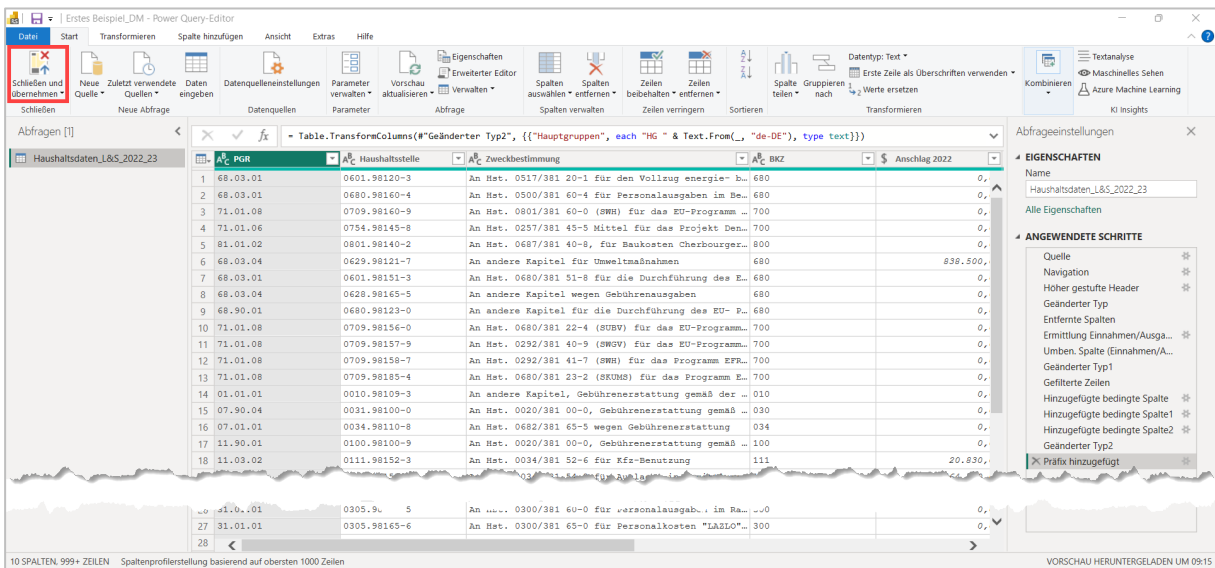 Erstes Beispiel_DM - Power Query-Editor
Datei Start Transformieren Spalte hinzufügen Ansicht Extras Hilfe
Schließen und übernehmen
Neue Quelle
Zuletzt verwendete Quellen
Daten eingeben
Datenquelleneinstellungen
Parameter verwalten
Vorschau aktualisieren
Eigenschaften
Erweiterter Editor
Verwalten
Spalten auswählen
Spalten entfernen
Zeilen beibehalten
Zeilen entfernen
Spalte teilen
Gruppieren nach
Datentyp: Text
Erste Zeile als Überschriften verwenden
Werte ersetzen
Kombinieren
Textanalyse
Maschinelles Sehen
Azure Machine Learning
Schließen Neue Abfrage Datenquellen Parameter Abfrage Spalten verwalten Zeilen verringern Sortieren Transformieren KI Insights
Abfragen [1]
Haushaltsdaten_L&S_2022_23
= Table.TransformColumns(#"Geänderter Typ2", {{"Hauptgruppen", each "HG " & Text.From(_, "de-DE"), type text}})
PGR Haushaltsstelle Zweckbestimmung BKZ $ Anschlag 2022
1 68.03.01 0601.98120-3 An Hst. 0517/381 20-1 für den Vollzug energie- b… 680 0,
2 68.03.01 0680.98160-4 An Hst. 0500/381 60-4 für Personalausgaben im Be… 680 0,
3 71.01.08 0709.98160-9 An Hst. 0801/381 60-0 (SWH) für das EU-Programm … 700 0,
4 71.01.06 0754.98145-8 An Hst. 0257/381 45-5 Mittel für das Projekt Den… 700 0,
5 81.01.02 0801.98140-2 An Hst. 0687/381 40-8, für Baukosten Cherbourger… 800 0,
6 68.03.04 0629.98121-7 An andere Kapitel für Umweltmaßnahmen 680 838.500,
7 68.03.01 0601.98151-3 An Hst. 0680/381 51-8 für die Durchführung des E… 680 0,
8 68.03.04 0628.98165-5 An andere Kapitel wegen Gebührenausgaben 680 0,
9 68.90.01 0680.98123-0 An andere Kapitel für die Durchführung des EU- P… 680 0,
10 71.01.08 0709.98156-0 An Hst. 0680/381 22-4 (SUBV) für das EU-Programm… 700 0,
11 71.01.08 0709.98157-9 An Hst. 0292/381 40-9 (SWGV) für das EU-Programm… 700 0,
12 71.01.08 0709.98158-7 An Hst. 0292/381 41-7 (SWH) für das Programm EFR… 700 0,
13 71.01.08 0709.98185-4 An Hst. 0680/381 23-2 (SKUMS) für das Programm E… 700 0,
14 01.01.01 0010.98109-3 An andere Kapitel, Gebührenerstattung gemäß der … 010 0,
15 07.90.04 0031.98100-0 An Hst. 0020/381 00-0, Gebührenerstattung gemäß … 030 0,
16 07.01.01 0034.98110-8 An Hst. 0682/381 65-5 wegen Gebührenerstattung 034 0,
17 11.90.01 0100.98100-9 An Hst. 0020/381 00-0, Gebührenerstattung gemäß … 100 0,
18 11.03.02 0111.98152-3 An Hst. 0034/381 52-6 für Kfz-Benutzung 111 20.830,
0305.9 5 0300/381 60-0 für im Ra… 0,
27 31.01.01 0305.98165-6 An Hst. 0300/381 65-0 für Personalkosten "LAZLO"… 300 0,
28
Abfrageeinstellungen
EIGENSCHAFTEN
Name
Haushaltsdaten_L&S_2022_23
Alle Eigenschaften
ANGEWENDETE SCHRITTE
Quelle
Navigation
Höher gestufte Header
Geänderter Typ
Entfernte Spalten
Ermittlung Einnahmen/Ausga...
Umben. Spalte (Einnahmen/A...
Geänderter Typ1
Gefilterte Zeilen
Hinzugefügte bedingte Spalte
Hinzugefügte bedingte Spalte1
Hinzugefügte bedingte Spalte2
Geänderter Typ2
Präfix hinzugefügt
10 SPALTEN, 999+ ZEILEN Spaltenprofilerstellung basierend auf obersten 1000 Zeilen VORSCHAU HERUNTERGELADEN UM 09:15